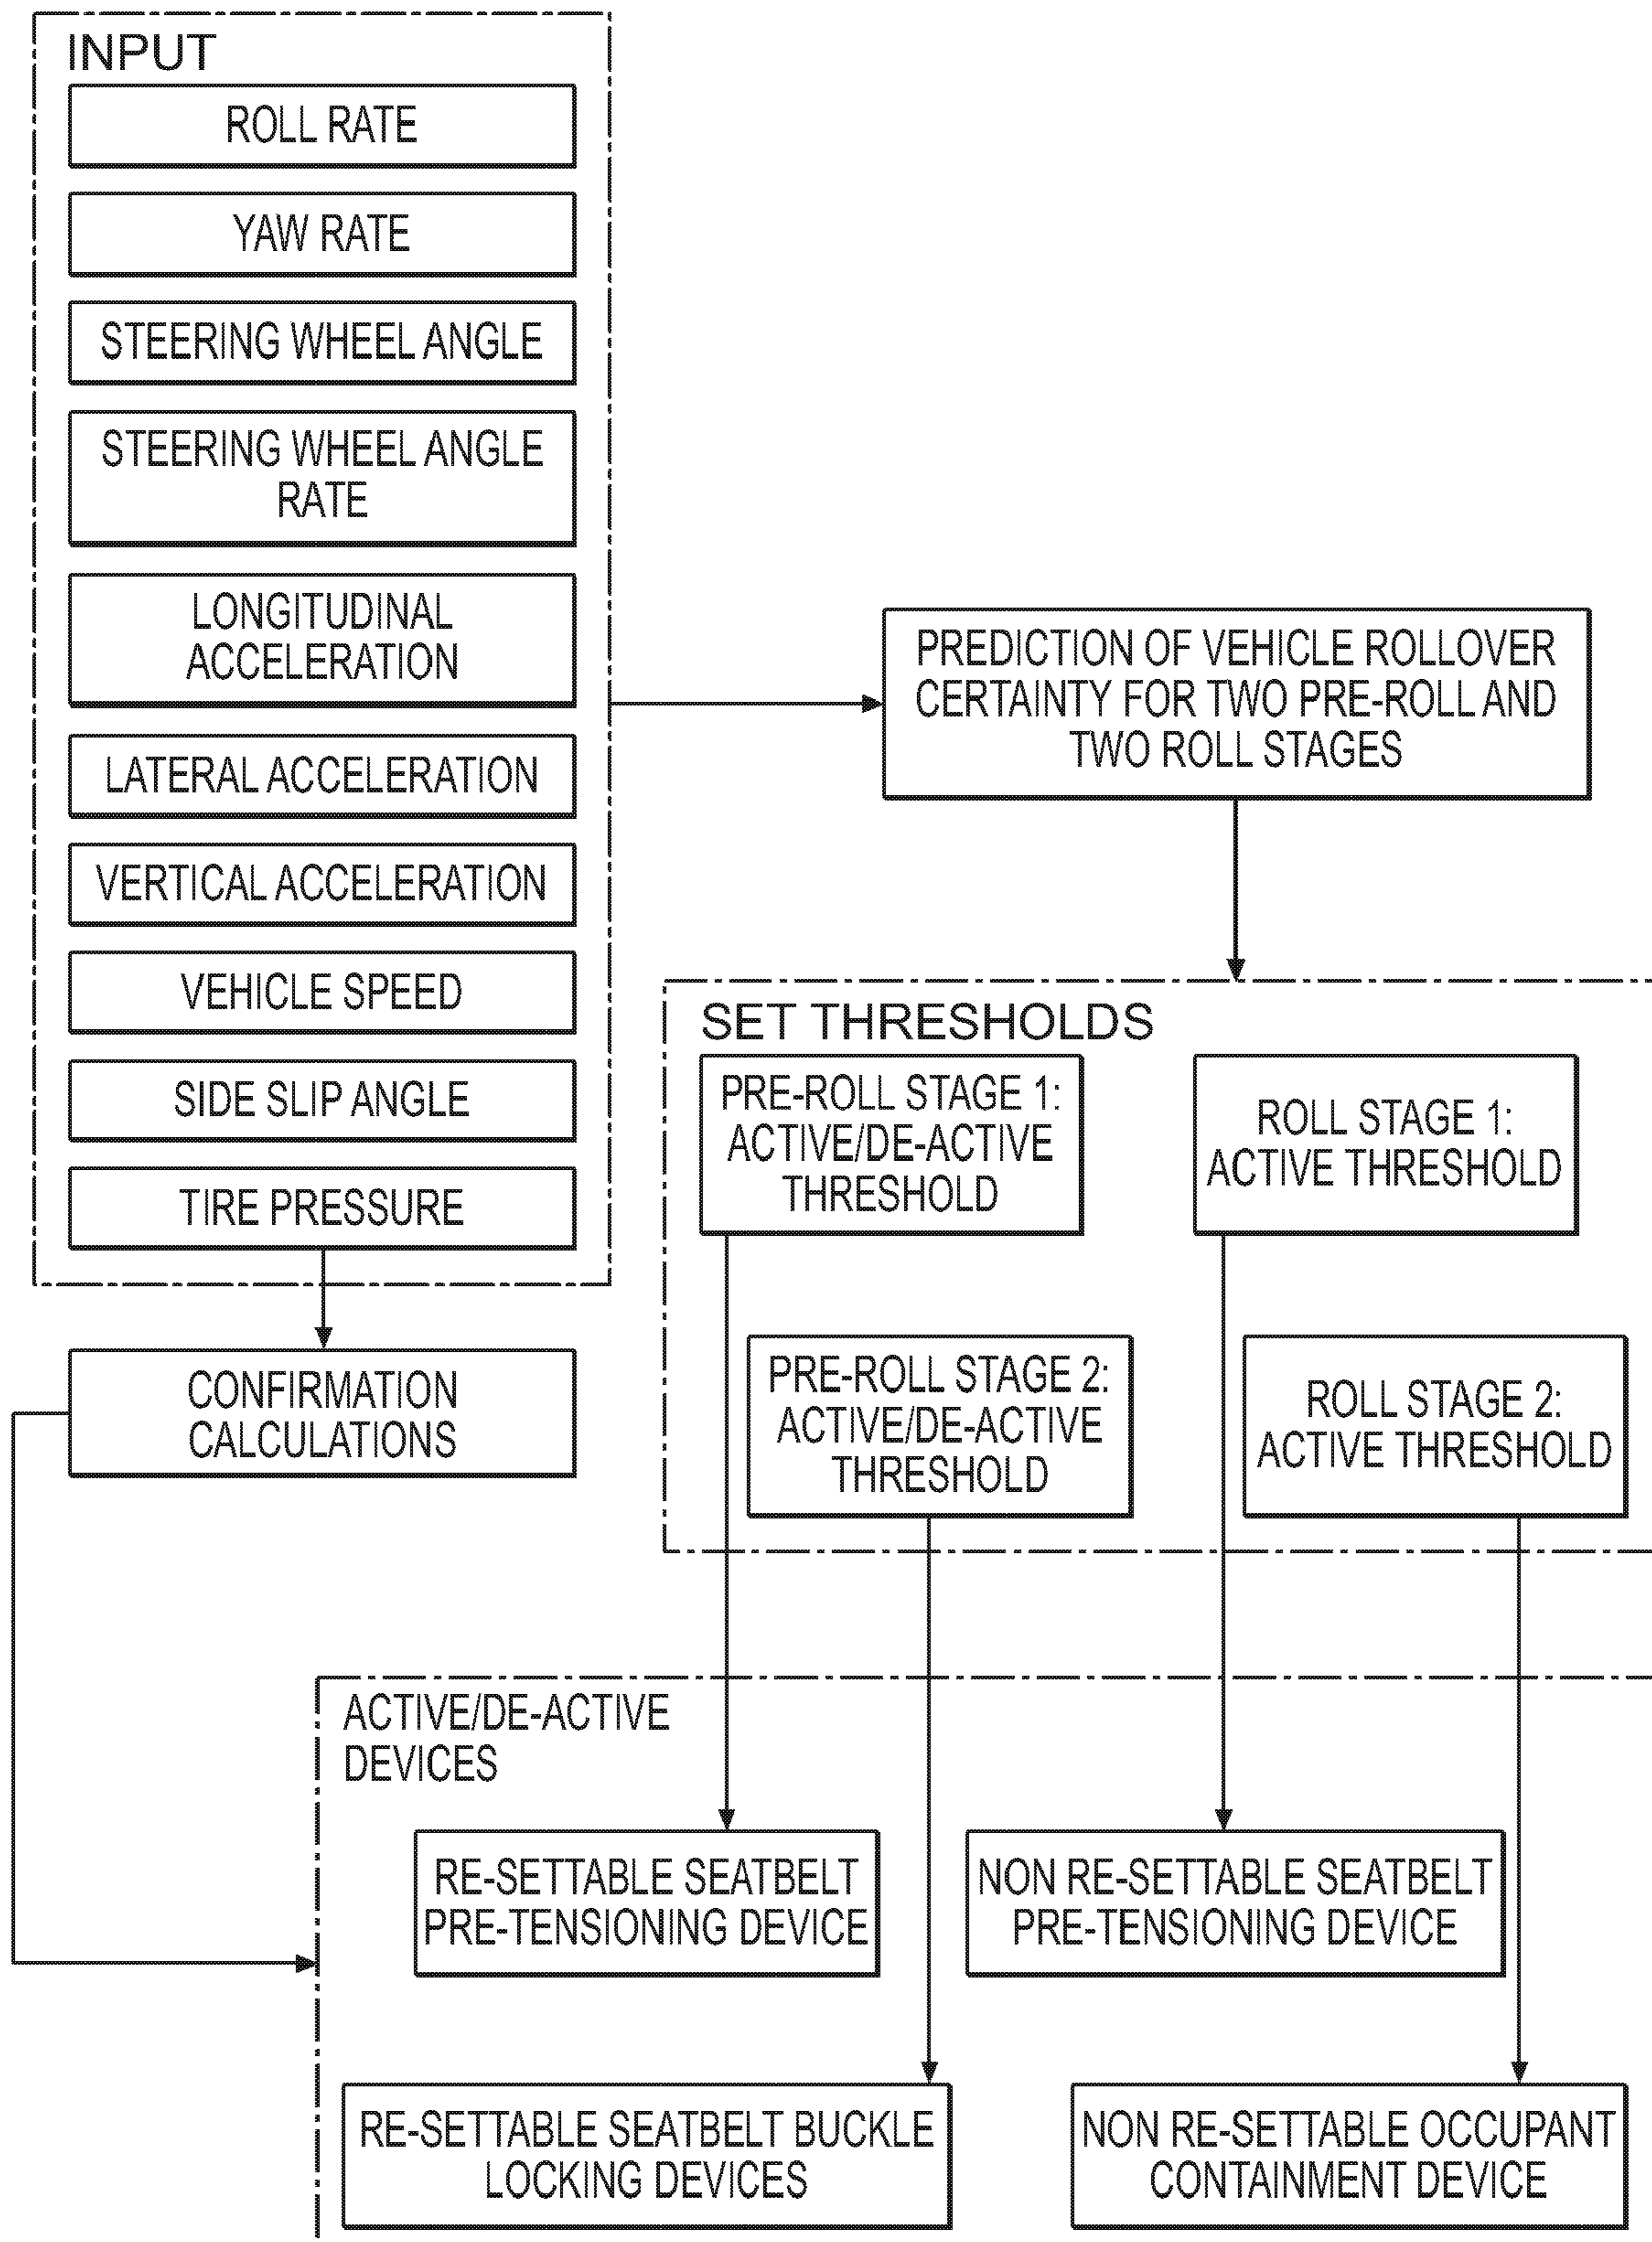 INPUT
ROLL RATE
YAW RATE
STEERING WHEEL ANGLE
STEERING WHEEL ANGLE
RATE
LONGITUDINAL
ACCELERATION
LATERAL ACCELERATION
VERTICAL ACCELERATION
VEHICLE SPEED
SIDE SLIP ANGLE
TIRE PRESSURE
CONFIRMATION
CALCULATIONS
PREDICTION OF VEHICLE ROLLOVER
CERTAINTY FOR TWO PRE-ROLL AND
TWO ROLL STAGES
SET THRESHOLDS
PRE-ROLL STAGE 1:
ACTIVE/DE-ACTIVE
THRESHOLD
ROLL STAGE 1:
ACTIVE THRESHOLD
PRE-ROLL STAGE 2:
ACTIVE/DE-ACTIVE
THRESHOLD
ROLL STAGE 2:
ACTIVE THRESHOLD
ACTIVE/DE-ACTIVE
DEVICES
RE-SETTABLE SEATBELT
PRE-TENSIONING DEVICE
NON RE-SETTABLE SEATBELT
PRE-TENSIONING DEVICE
RE-SETTABLE SEATBELT BUCKLE
LOCKING DEVICES
NON RE-SETTABLE OCCUPANT
CONTAINMENT DEVICE